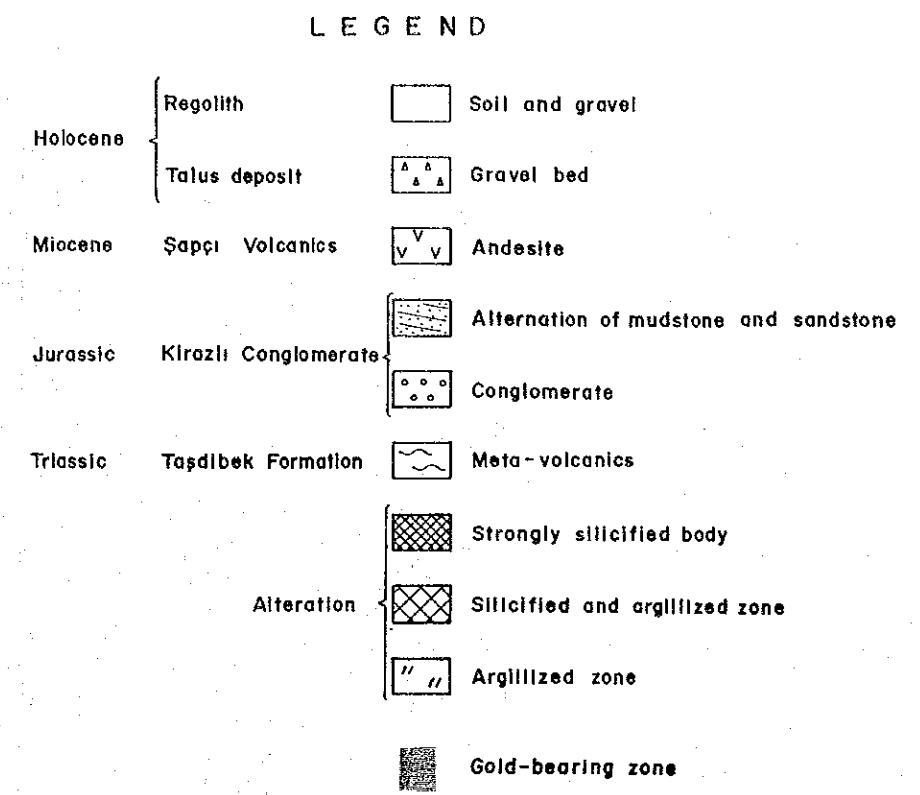 LEGEND
Regolith Soil and gravel
Holocene
Talus deposit Gravel bed
Miocene Şapçı Volcanics Andesite
Alternation of mudstone and sandstone
Jurassic Kirazlı Conglomerate
Conglomerate
Triassic Taşdibek Formation Meta-volcanics
Strongly silicified body
Alteration Silicified and argillized zone
Argillized zone
Gold-bearing zone